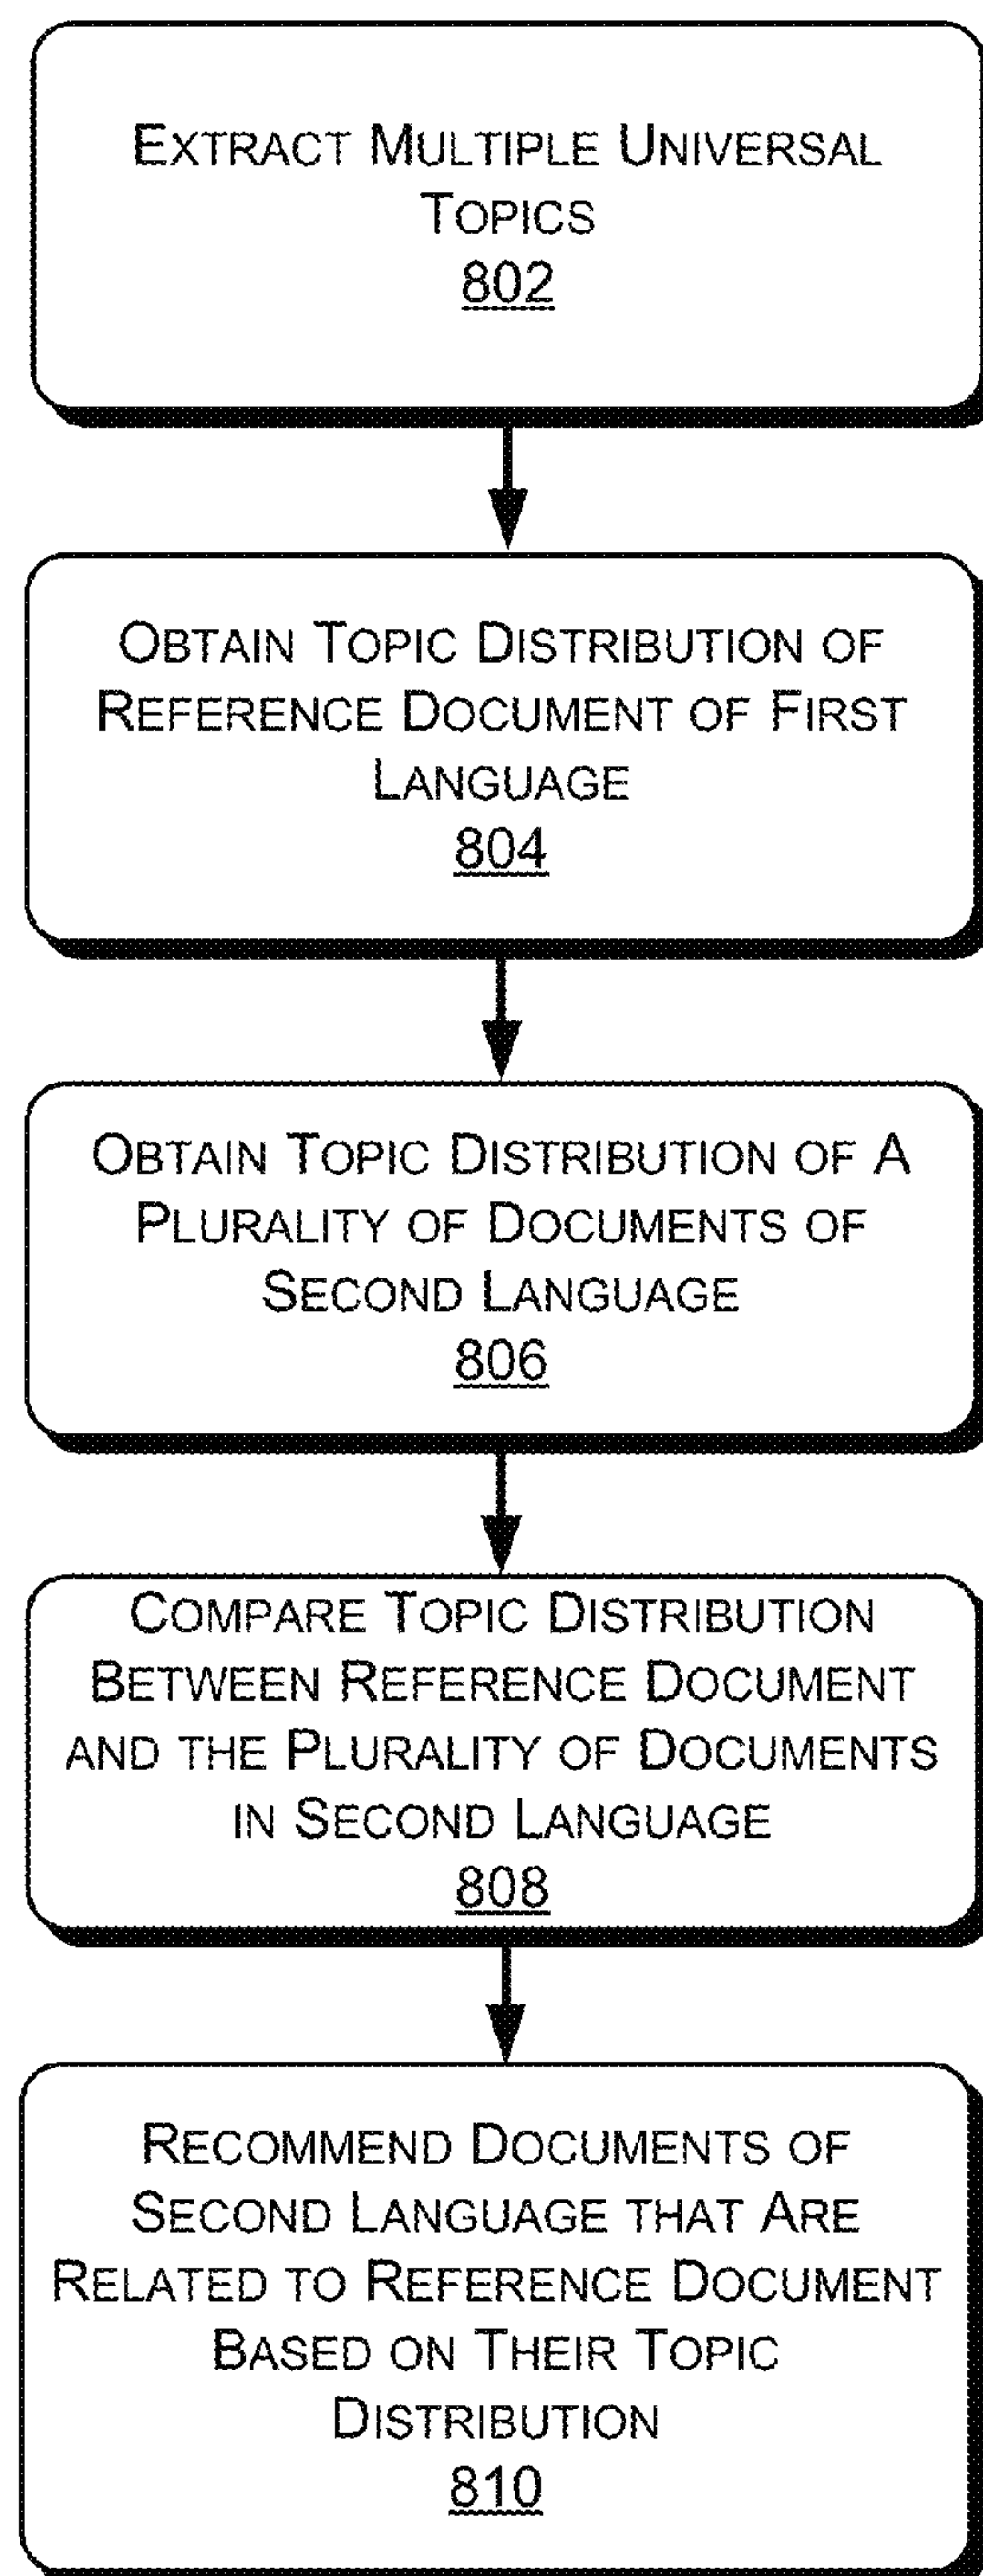 EXTRACT MULTIPLE UNIVERSAL
TOPICS
802
OBTAIN TOPIC DISTRIBUTION OF
REFERENCE DOCUMENT OF FIRST
LANGUAGE
804
OBTAIN TOPIC DISTRIBUTION OF A
PLURALITY OF DOCUMENTS OF
SECOND LANGUAGE
806
COMPARE TOPIC DISTRIBUTION
BETWEEN REFERENCE DOCUMENT
AND THE PLURALITY OF DOCUMENTS
IN SECOND LANGUAGE
808
RECOMMEND DOCUMENTS OF
SECOND LANGUAGE THAT ARE
RELATED TO REFERENCE DOCUMENT
BASED ON THEIR TOPIC
DISTRIBUTION
810